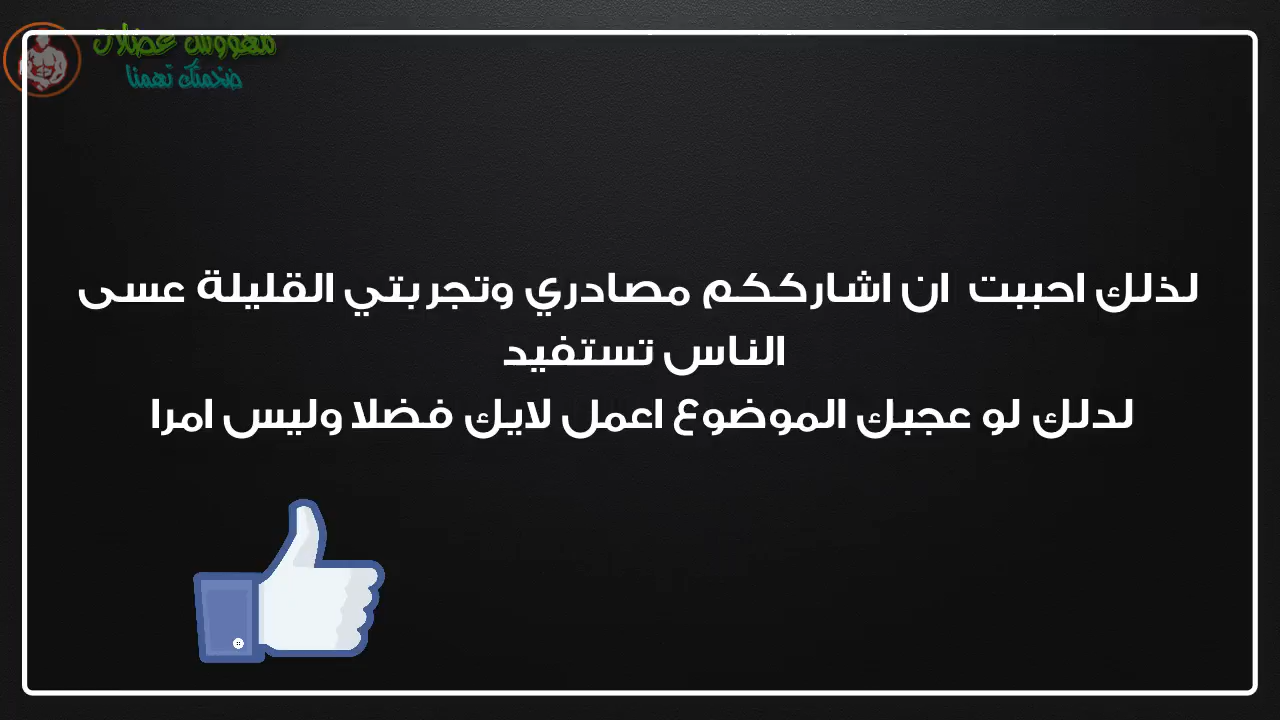 مهووس عضلات
ضخمتك تهمنا
لذلك احببت ان اشارككم مصادري وتجربتي القليلة عسى
الناس تستفيد
لدلك لو عجبك الموضوع اعمل لايك فضلا وليس امرا